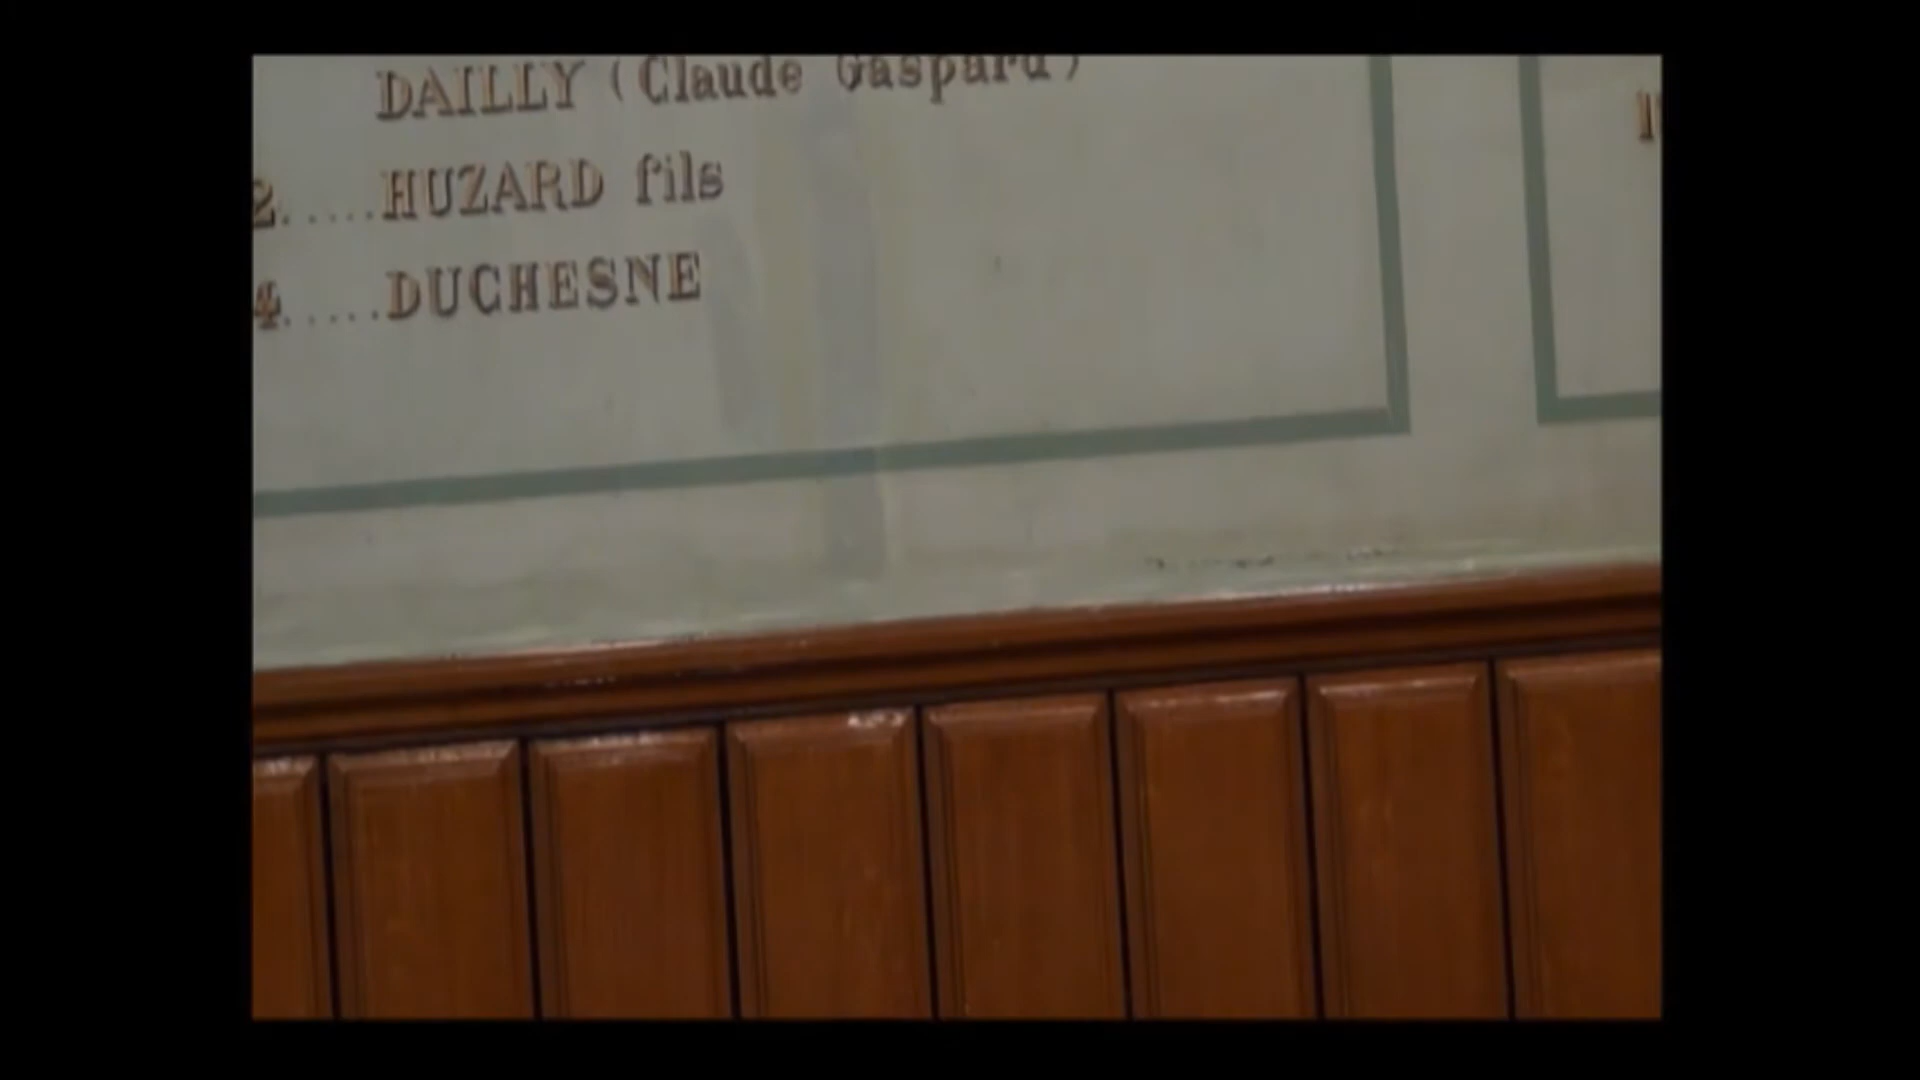 DAILLY (Claude Gaspard)
2.....HUZARD fils
4.....DUCHESNE